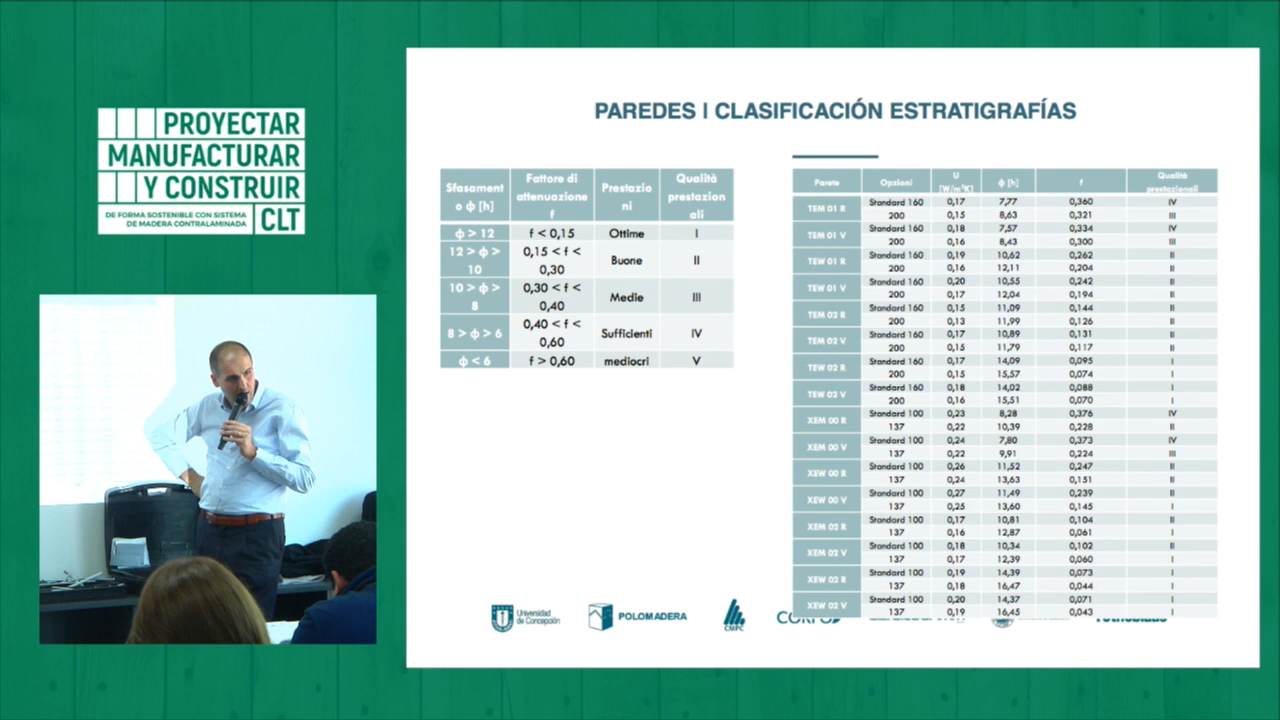 PROYECTAR
MANUFACTURAR
Y CONSTRUIR
DE FORMA SOSTENIBLE CON SISTEMA
DE MADERA CONTRALAMINADA
CLT
PAREDES I CLASIFICACIÓN ESTRATIGRAFÍAS
Sfasament
o ϕ [h]
Fattore di
attenuazione
f
Prestazio
ni
Qualità
prestazion
ali
ϕ > 12 f < 0,15 Ottime I
12 > ϕ >
10
0,15 < f <
0,30
Buone II
10 > ϕ >
8
0,30 < f <
0,40
Medie III
8 > ϕ > 6
0,40 < f <
0,60
Sufficienti IV
ϕ < 6 f > 0,60 mediocri V
Parete Opzioni U [W/m²K] ϕ [h] f Qualità prestazionali
TEM 01 R
Standard 160 0,17 7,77 0,360 IV
200 0,15 8,63 0,321 III
TEM 01 V
Standard 160 0,18 7,57 0,334 IV
200 0,16 8,43 0,300 III
TEW 01 R
Standard 160 0,19 10,62 0,262 II
200 0,16 12,11 0,204 II
TEW 01 V
Standard 160 0,20 10,55 0,242 II
200 0,17 12,04 0,194 II
TEM 02 R
Standard 160 0,15 11,09 0,144 II
200 0,13 11,99 0,126 II
TEM 02 V
Standard 160 0,17 10,89 0,131 II
200 0,15 11,79 0,117 II
TEW 02 R
Standard 160 0,17 14,09 0,095 I
200 0,15 15,57 0,074 I
TEW 02 V
Standard 160 0,18 14,02 0,088 I
200 0,16 15,51 0,070 I
XEM 00 R
Standard 100 0,23 8,28 0,376 IV
137 0,22 10,39 0,228 II
XEM 00 V
Standard 100 0,24 7,80 0,373 IV
137 0,22 9,91 0,224 III
XEW 00 R
Standard 100 0,26 11,52 0,247 II
137 0,24 13,63 0,151 II
XEW 00 V
Standard 100 0,27 11,49 0,239 II
137 0,25 13,60 0,145 I
XEM 02 R
Standard 100 0,17 10,81 0,104 II
137 0,16 12,87 0,061 I
XEM 02 V
Standard 100 0,18 10,34 0,102 II
137 0,17 12,39 0,060 I
XEW 02 R
Standard 100 0,19 14,39 0,073 I
137 0,18 16,47 0,044 I
XEW 02 V
Standard 100 0,20 14,37 0,071 I
137 0,19 16,45 0,043 I
Universidad
de Concepción
POLOMADERA
CMPC